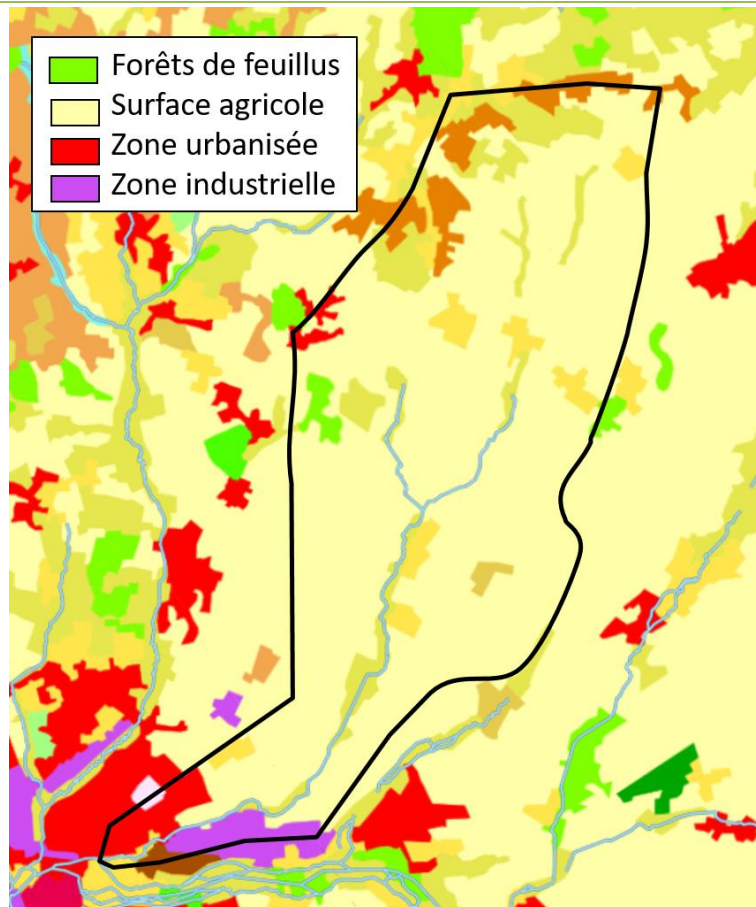 Forêts de feuillus
Surface agricole
Zone urbanisée
Zone industrielle